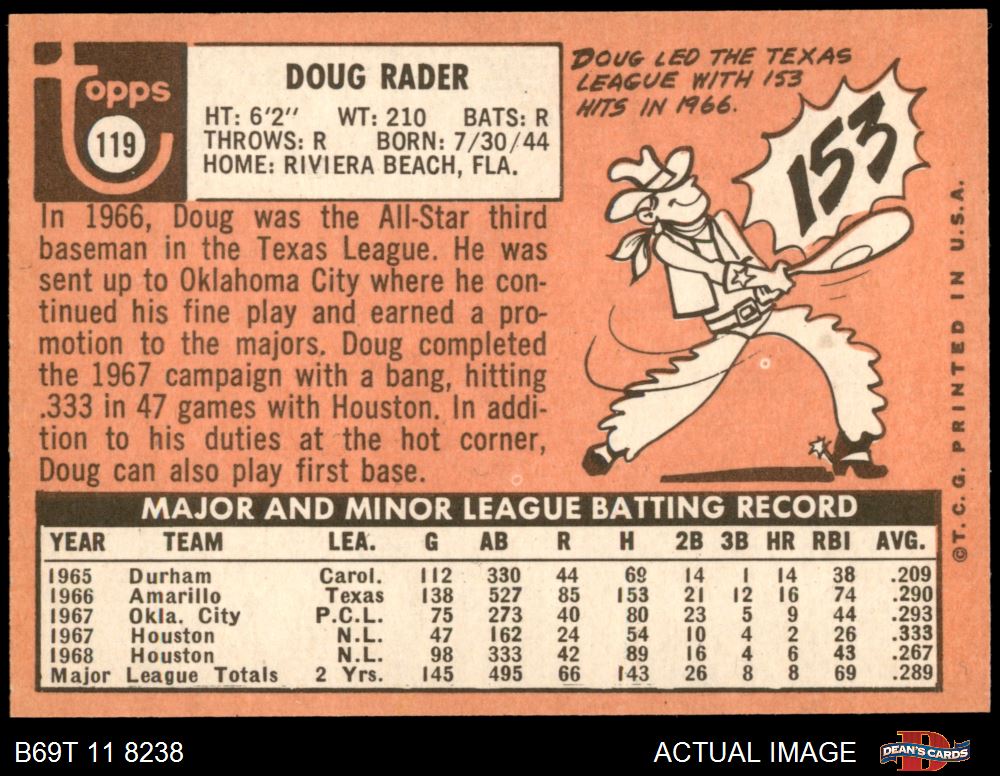 Topps
119
DOUG RADER
HT: 6'2" WT: 210 BATS: R
THROWS: R BORN: 7/30/44
HOME: RIVIERA BEACH, FLA.
In 1966, Doug was the All-Star third
baseman in the Texas League. He was
sent up to Oklahoma City where he con-
tinued his fine play and earned a pro-
motion to the majors. Doug completed
the 1967 campaign with a bang, hitting
.333 in 47 games with Houston. In addi-
tion to his duties at the hot corner,
Doug can also play first base.
DOUG LED THE TEXAS
LEAGUE WITH 153
HITS IN 1966.
153
©T. C. G. PRINTED IN U.S.A.
MAJOR AND MINOR LEAGUE BATTING RECORD
YEAR TEAM LEA. G AB R H 2B 3B HR RBI AVG.
1965 Durham Carol. 112 330 44 69 14 1 14 38 .209
1966 Amarillo Texas 138 527 85 153 21 12 16 74 .290
1967 Okla. City P.C.L. 75 273 40 80 23 5 9 44 .293
1967 Houston N.L. 47 162 24 54 10 4 2 26 .333
1968 Houston N.L. 98 333 42 89 16 4 6 43 .267
Major League Totals 2 Yrs. 145 495 66 143 26 8 8 69 .289
B69T 11 8238
ACTUAL IMAGE
DEAN'S CARDS